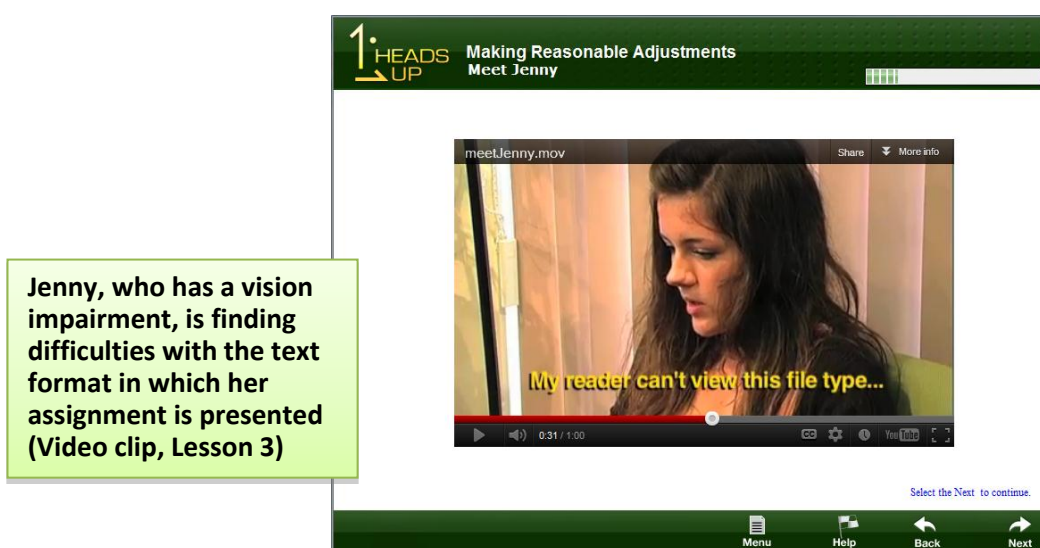 1.
HEADS
UP
Making Reasonable Adjustments
Meet Jenny
meetJenny.mov
Share
More info
Jenny, who has a vision
impairment, is finding
difficulties with the text
format in which her
assignment is presented
(Video clip, Lesson 3)
My reader can't view this file type...
0:31 / 1:00
CC
YouTube
Select the Next to continue.
Menu
Help
Back
Next